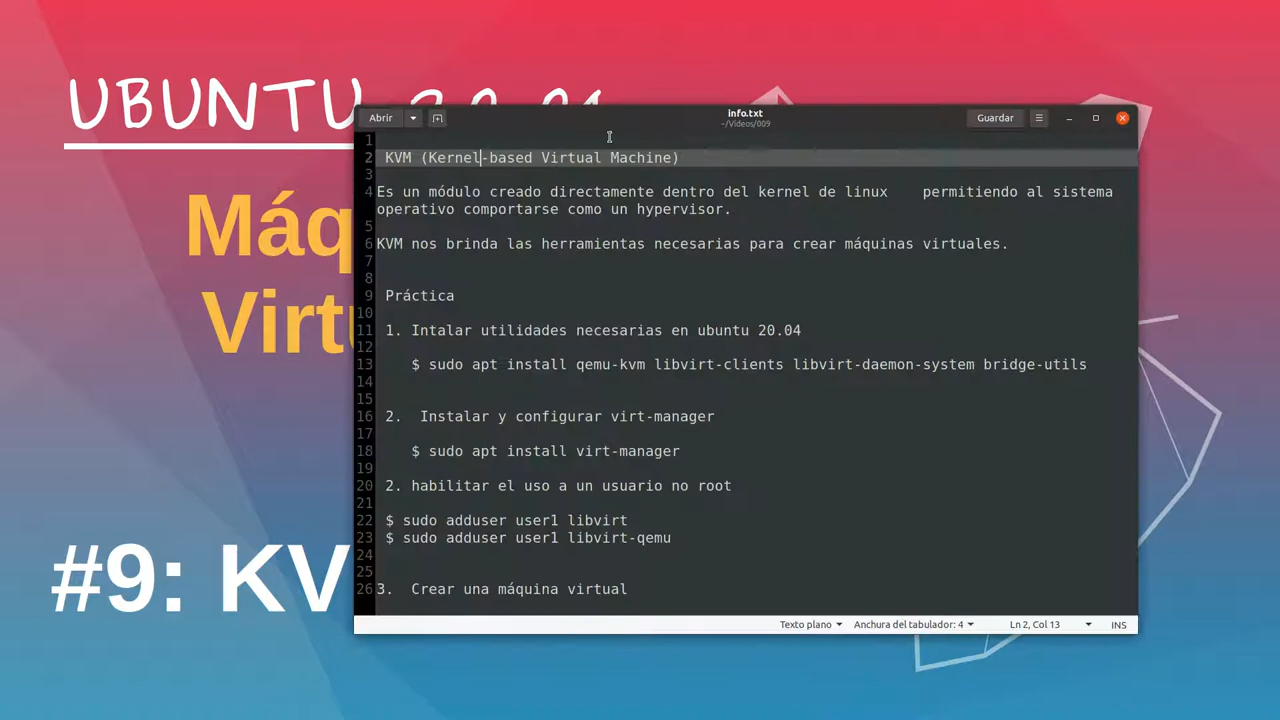 UBUNTU 20.04
Máq
Virtu
#9: KV
Abrir
info.txt
~/Vídeos/009
Guardar
1
2 KVM (Kernel-based Virtual Machine)
3
4 Es un módulo creado directamente dentro del kernel de linux permitiendo al sistema
operativo comportarse como un hypervisor.
5
6 KVM nos brinda las herramientas necesarias para crear máquinas virtuales.
7
8
9 Práctica
10
11 1. Intalar utilidades necesarias en ubuntu 20.04
12
13 $ sudo apt install qemu-kvm libvirt-clients libvirt-daemon-system bridge-utils
14
15
16 2. Instalar y configurar virt-manager
17
18 $ sudo apt install virt-manager
19
20 2. habilitar el uso a un usuario no root
21
22 $ sudo adduser user1 libvirt
23 $ sudo adduser user1 libvirt-qemu
24
25
26 3. Crear una máquina virtual
Texto plano
Anchura del tabulador: 4
Ln 2, Col 13
INS